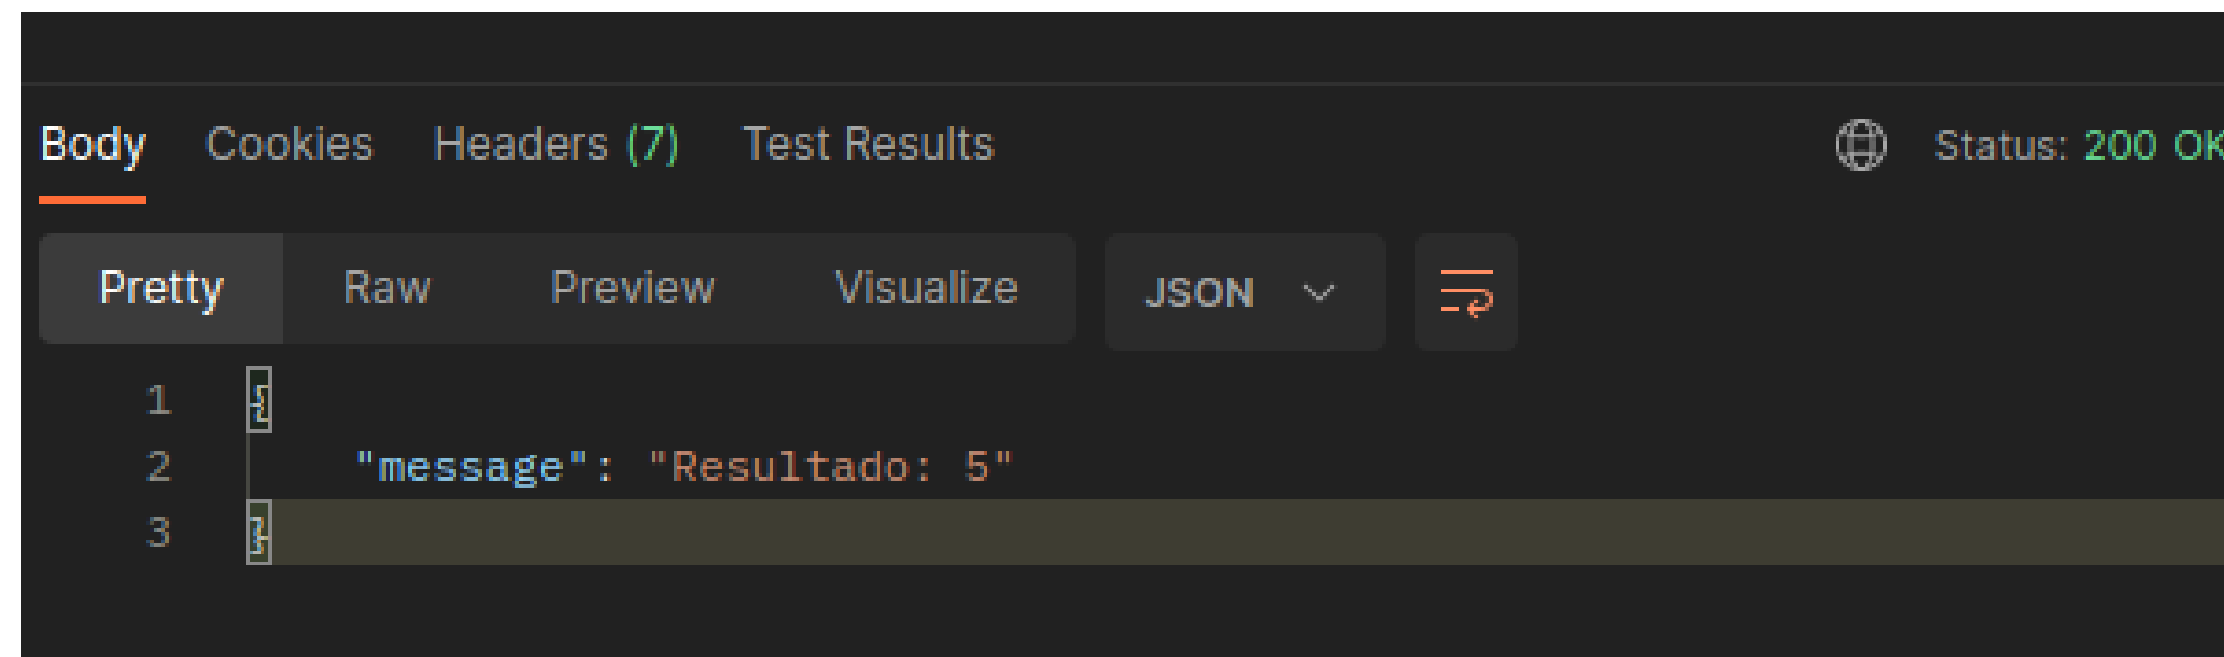 Body Cookies Headers (7) Test Results Status: 200 OK
Pretty Raw Preview Visualize JSON
1 {
2 "message": "Resultado: 5"
3 }